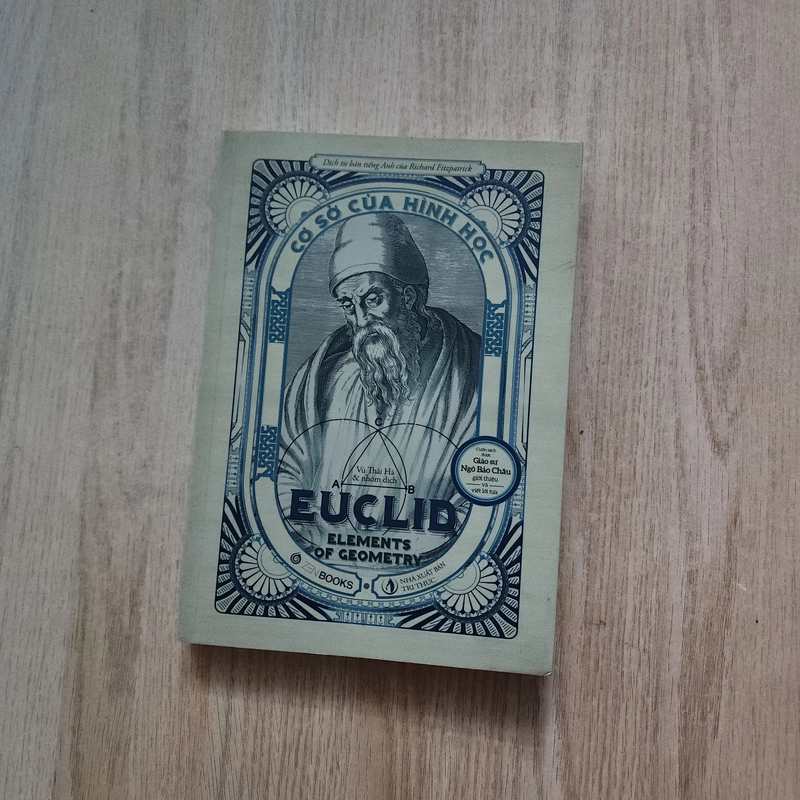 Dịch từ bản tiếng Anh của Richard Fitzpatrick
CƠ SỞ CỦA HÌNH HỌC
C
Vũ Thái Hà
& nhóm dịch
A B
EUCLID
ELEMENTS
OF GEOMETRY
Cuốn sách
được
Giáo sư
Ngô Bảo Châu
giới thiệu
và
viết lời tựa
ZENBOOKS
NHÀ XUẤT BẢN
TRI THỨC